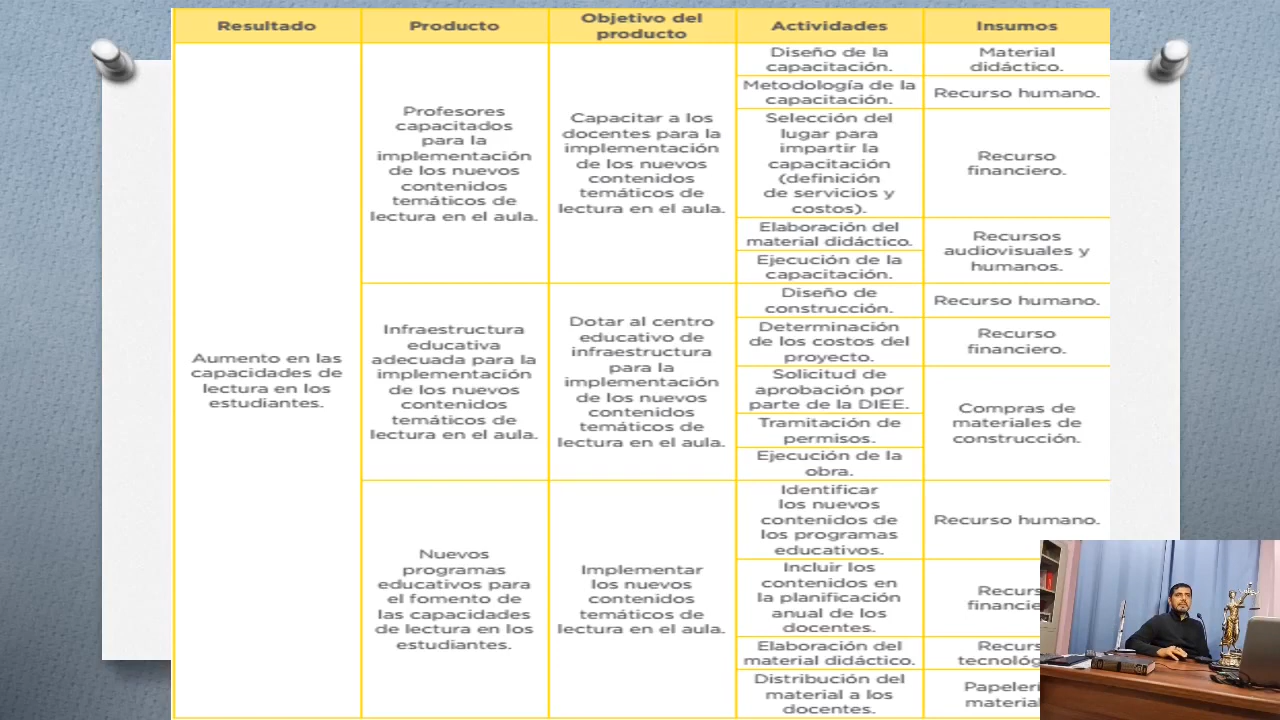 Resultado
Producto
Objetivo del
producto
Actividades
Insumos
Aumento en las
capacidades de
lectura en los
estudiantes.
Profesores
capacitados
para la
implementación
de los nuevos
contenidos
temáticos de
lectura en el aula.
Capacitar a los
docentes para la
implementación
de los nuevos
contenidos
temáticos de
lectura en el aula.
Diseño de la
capacitación.
Material
didáctico.
Metodología de la
capacitación.
Recurso humano.
Selección del
lugar para
impartir la
capacitación
(definición
de servicios y
costos).
Recurso
financiero.
Elaboración del
material didáctico.
Ejecución de la
capacitación.
Recursos
audiovisuales y
humanos.
Infraestructura
educativa
adecuada para la
implementación
de los nuevos
contenidos
temáticos de
lectura en el aula.
Dotar al centro
educativo de
infraestructura
para la
implementación
de los nuevos
contenidos
temáticos de
lectura en el aula.
Diseño de
construcción.
Recurso humano.
Determinación
de los costos del
proyecto.
Recurso
financiero.
Solicitud de
aprobación por
parte de la DIEE.
Tramitación de
permisos.
Ejecución de la
obra.
Compras de
materiales de
construcción.
Nuevos
programas
educativos para
el fomento de
las capacidades
de lectura en los
estudiantes.
Implementar
los nuevos
contenidos
temáticos de
lectura en el aula.
Identificar
los nuevos
contenidos de
los programas
educativos.
Recurso humano.
Incluir los
contenidos en
la planificación
anual de los
docentes.
Elaboración del
material didáctico.
Distribución del
material a los
docentes.